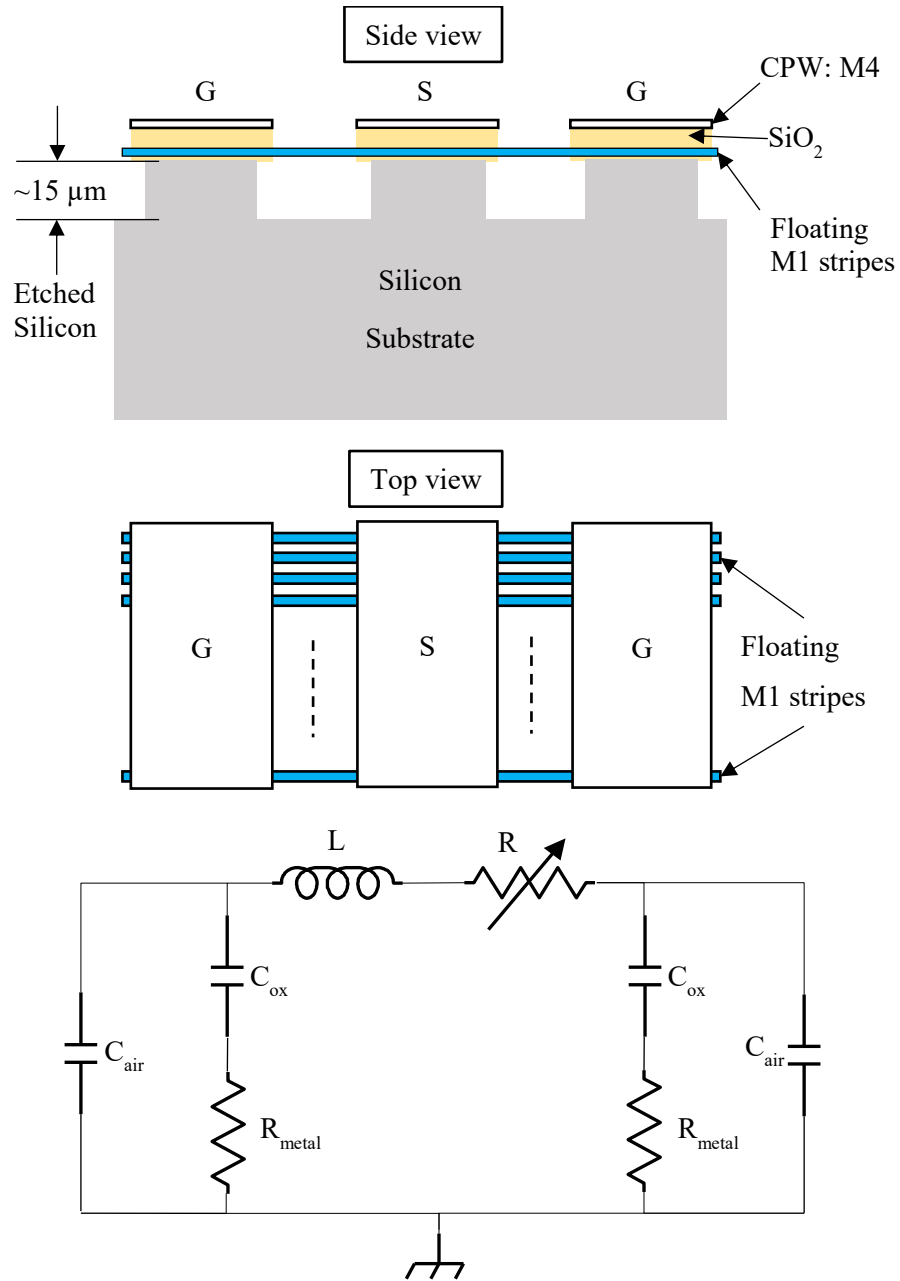 Side view
G
S
G
CPW: M4
SiO2
~15 µm
Floating
M1 stripes
Etched
Silicon
Silicon
Substrate
Top view
G
S
G
Floating
M1 stripes
L
R
Cox
Cox
Cair
Cair
Rmetal
Rmetal